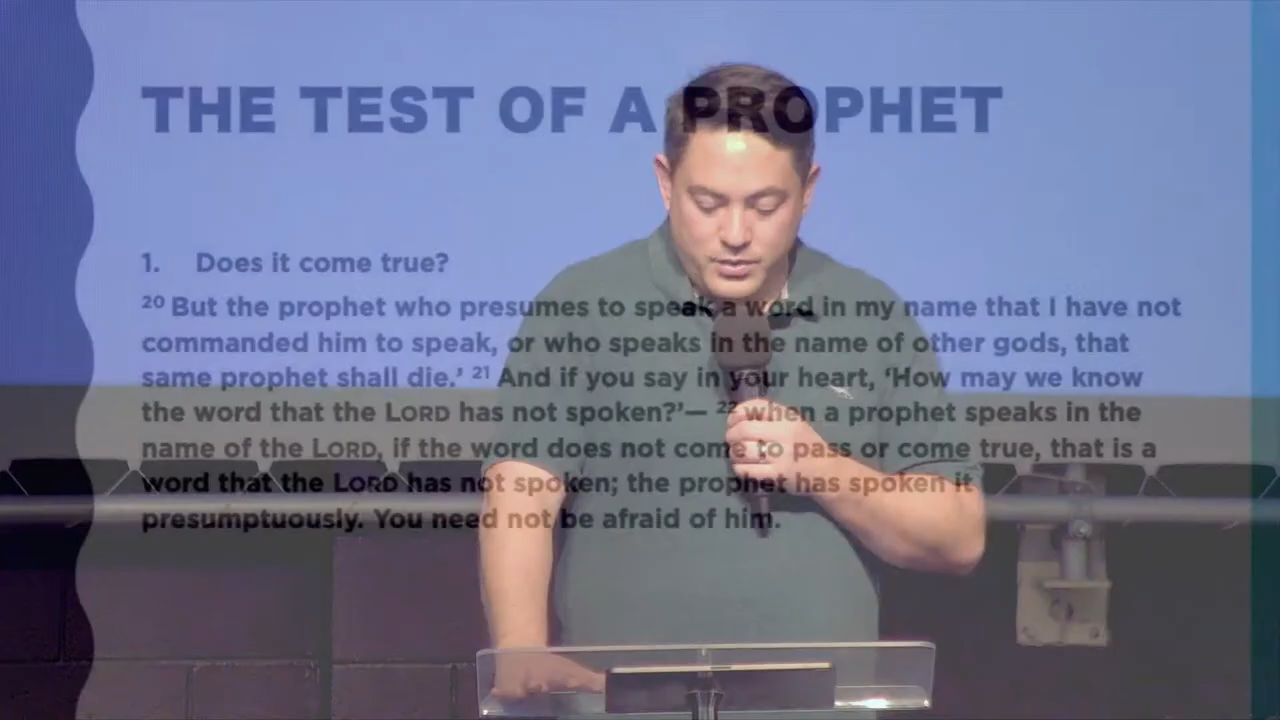 THE TEST OF A PROPHET
1. Does it come true?
20 But the prophet who presumes to speak a word in my name that I have not
commanded him to speak, or who speaks in the name of other gods, that
same prophet shall die.’ 21 And if you say in your heart, ‘How may we know
the word that the LORD has not spoken?’— 22 when a prophet speaks in the
name of the LORD, if the word does not come to pass or come true, that is a
word that the LORD has not spoken; the prophet has spoken it
presumptuously. You need not be afraid of him.